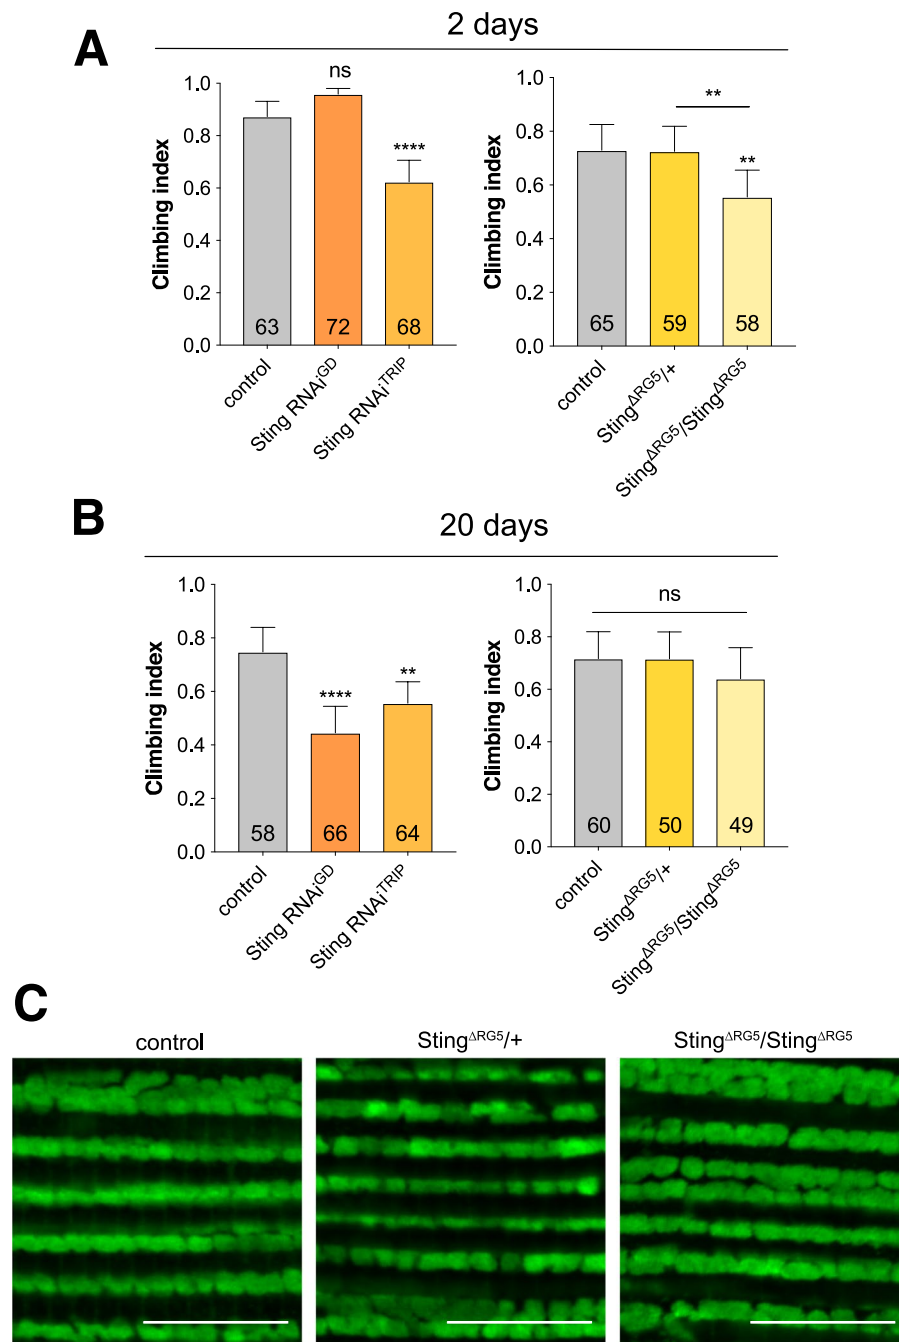 A
2 days
Climbing index
1.0
0.8
0.6
0.4
0.2
0.0
ns
****
63
72
68
control
Sting RNAi^GD
Sting RNAi^TRIP
Climbing index
1.0
0.8
0.6
0.4
0.2
0.0
**
**
65
59
58
control
Sting^ΔRG5/+
Sting^ΔRG5/Sting^ΔRG5
B
20 days
Climbing index
1.0
0.8
0.6
0.4
0.2
0.0
****
**
58
66
64
control
Sting RNAi^GD
Sting RNAi^TRIP
Climbing index
1.0
0.8
0.6
0.4
0.2
0.0
ns
60
50
49
control
Sting^ΔRG5/+
Sting^ΔRG5/Sting^ΔRG5
C
control
Sting^ΔRG5/+
Sting^ΔRG5/Sting^ΔRG5